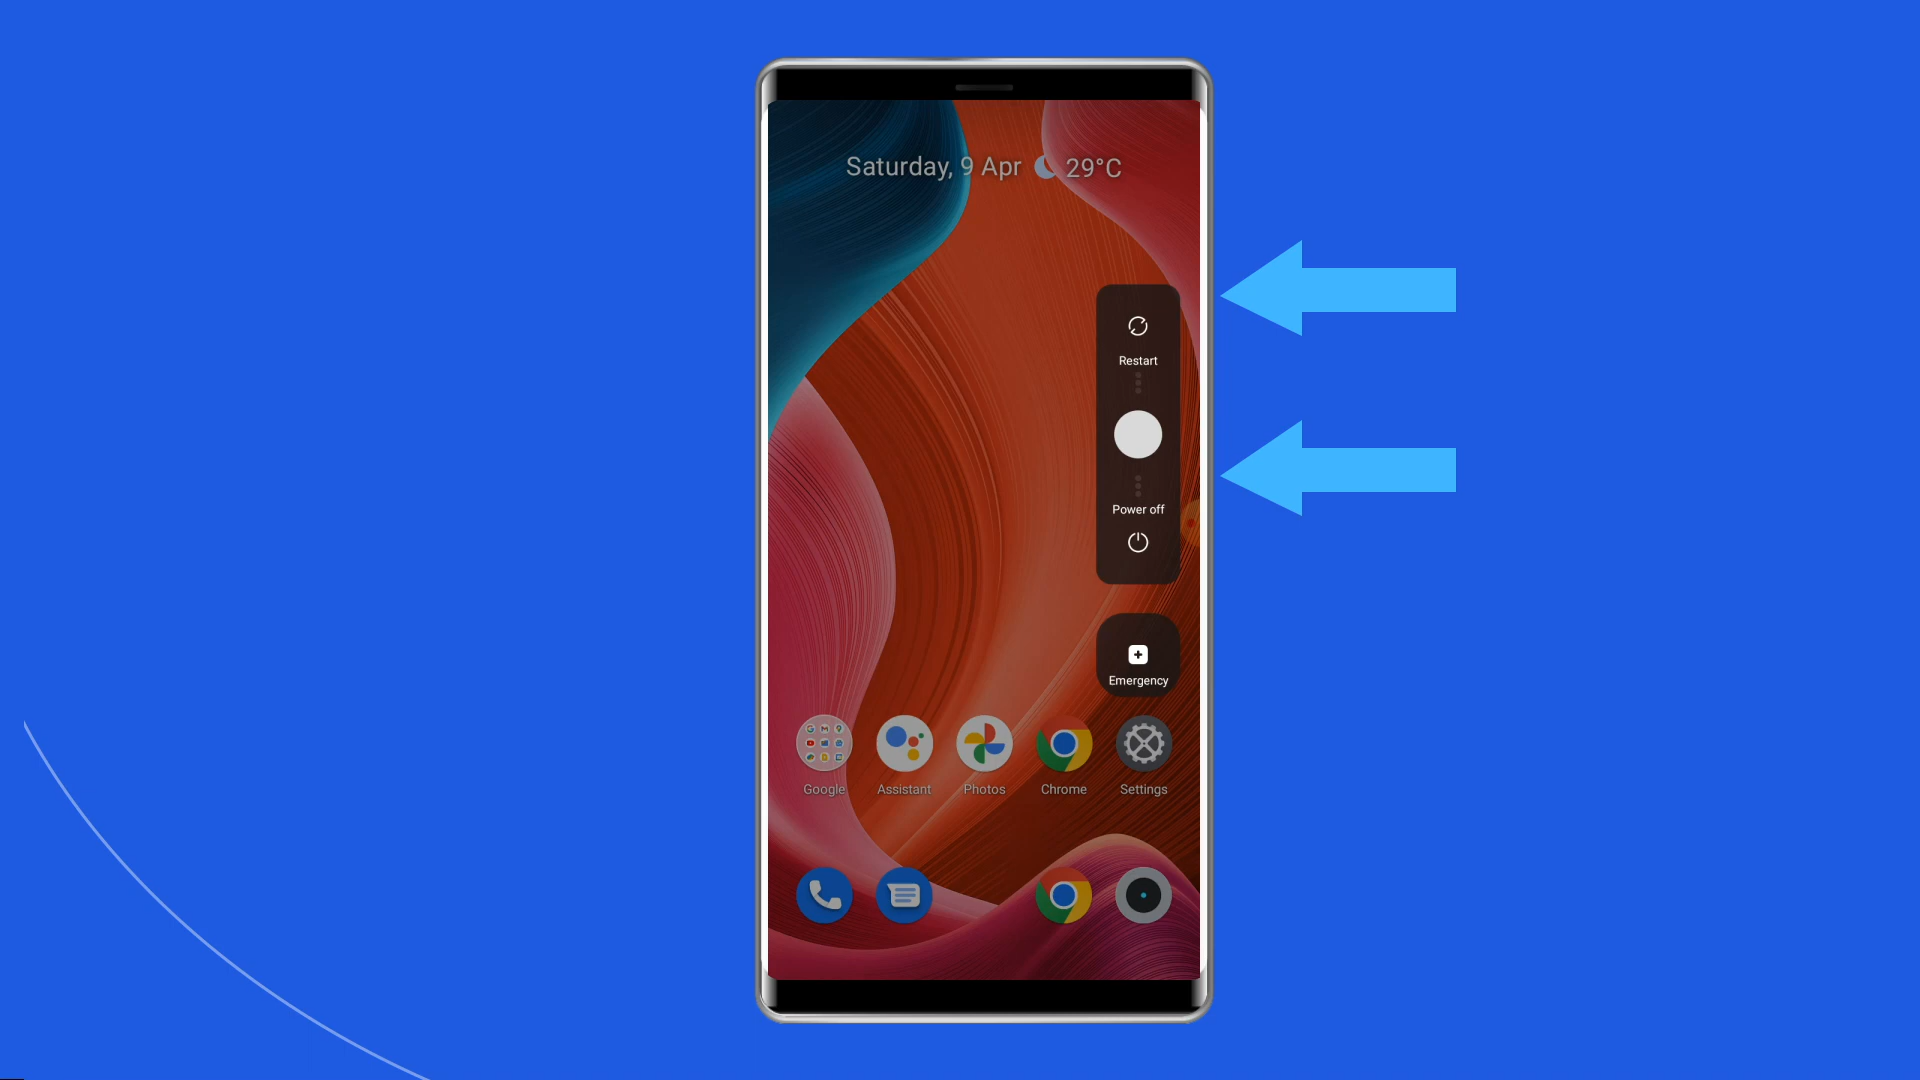 Saturday, 9 Apr 29°C
Restart
Power off
Emergency
Google Assistant Photos Chrome Settings